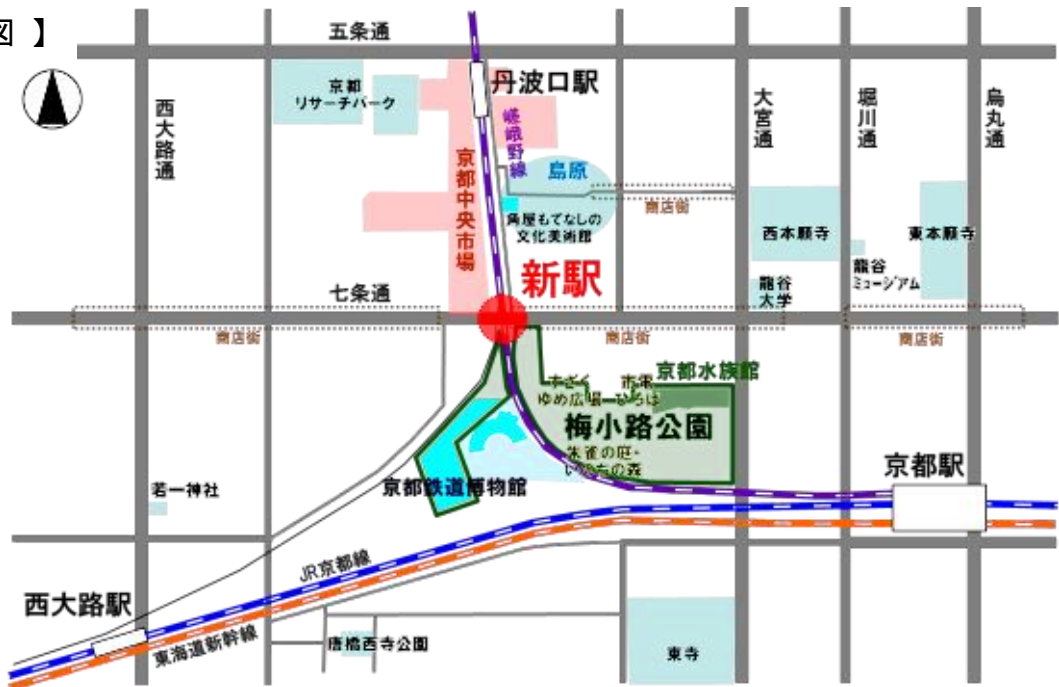 図 】
五条通
丹波口駅
京都
リサーチパーク
西大路通
大宮通
堀川通
烏丸通
嵯峨野線
島原
京都中央市場
商店街
角屋もてなしの
文化美術館
西本願寺
東本願寺
龍谷
ミュージアム
新駅
七条通
龍谷
大学
商店街
商店街
商店街
京都水族館
すざく
ゆめ広場
市電
ひろば
梅小路公園
朱雀の庭・
いのちの森
京都駅
京都鉄道博物館
若一神社
JR京都線
西大路駅
東海道新幹線
唐橋西寺公園
東寺